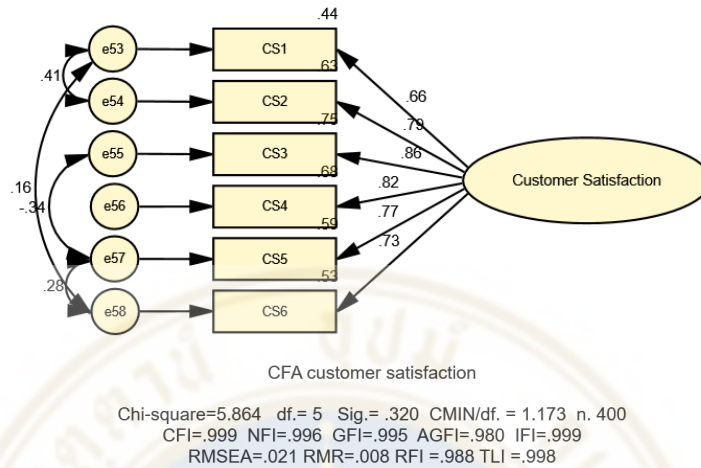 .44
e53 CS1
.63
.41 .66
e54 CS2
.79
.75
.86
e55 CS3
.68
.82
.16
-.34 e56 CS4
.59
.77
e57 CS5
.73
.53
.28
e58 CS6
Customer Satisfaction
CFA customer satisfaction
Chi-square=5.864 df.= 5 Sig.= .320 CMIN/df. = 1.173 n. 400
CFI=.999 NFI=.996 GFI=.995 AGFI=.980 IFI=.999
RMSEA=.021 RMR=.008 RFI =.988 TLI =.998